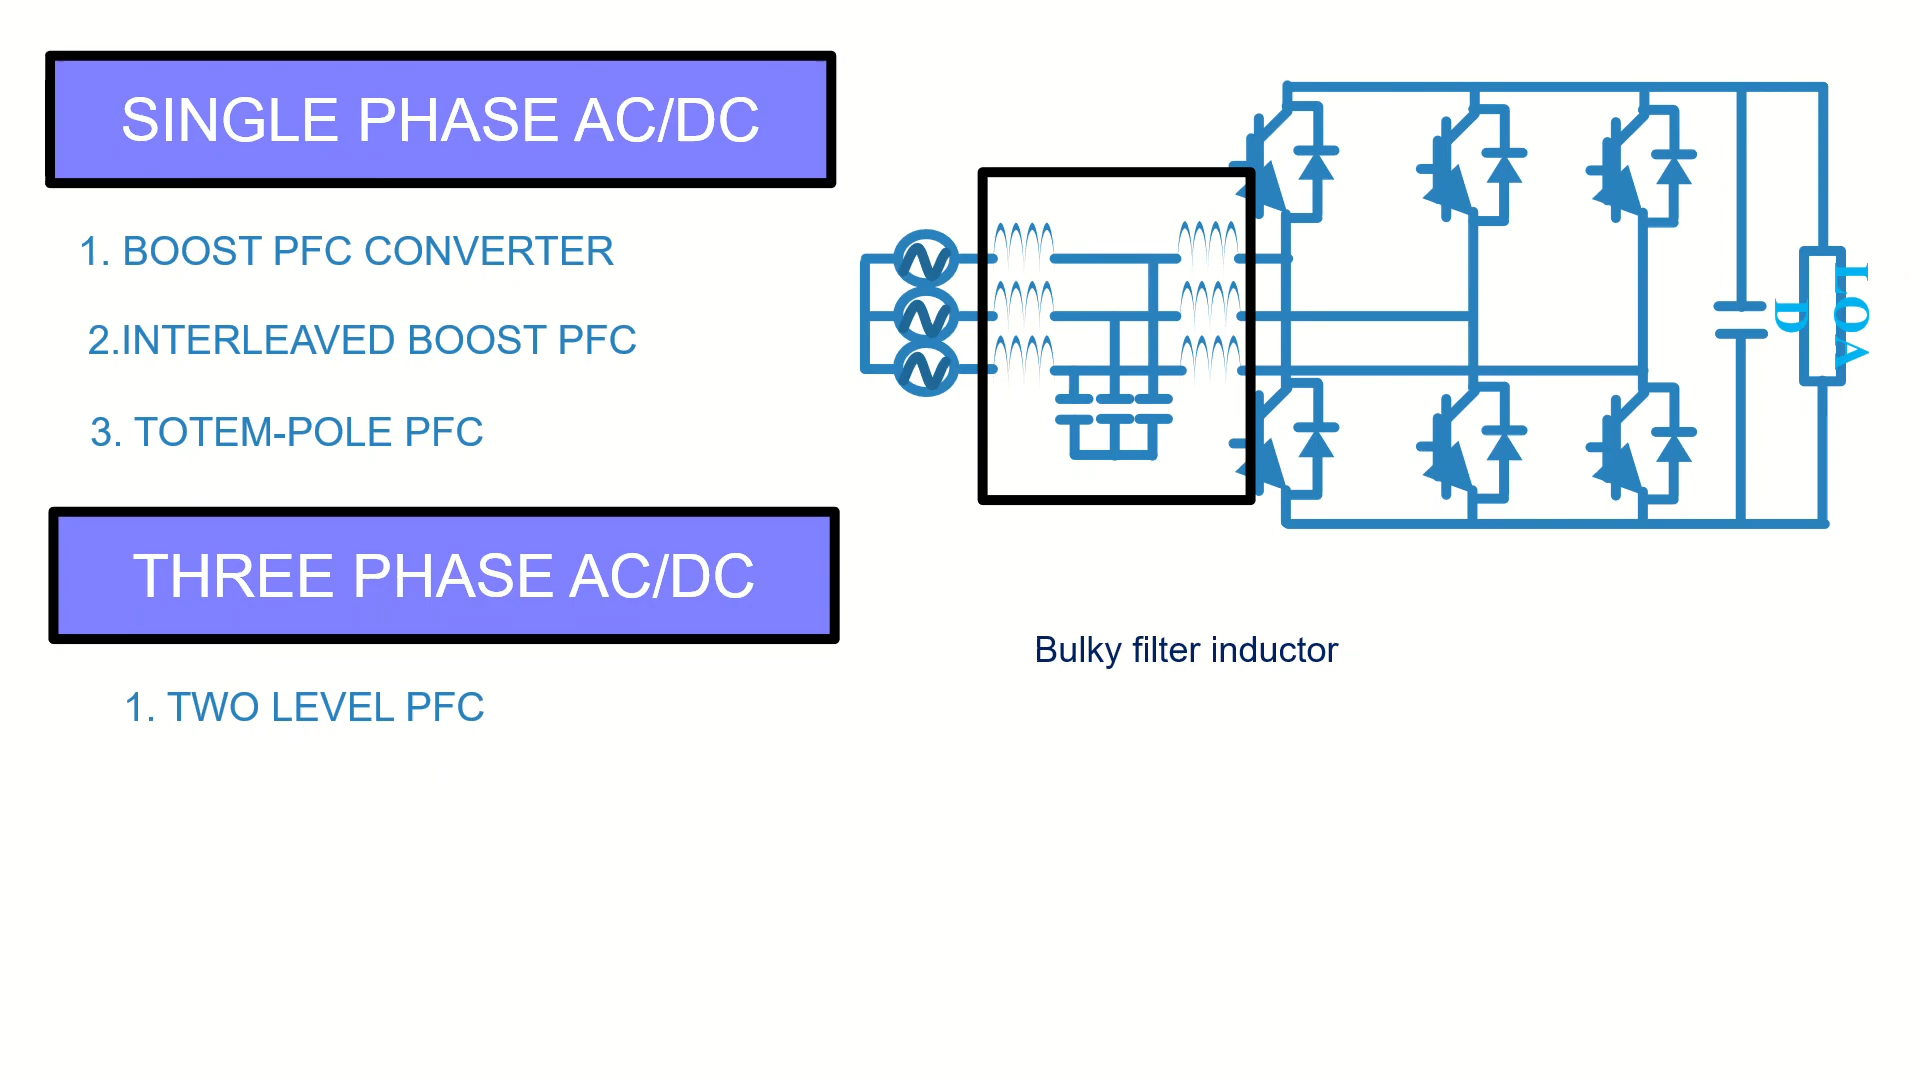 SINGLE PHASE AC/DC
1. BOOST PFC CONVERTER
2.INTERLEAVED BOOST PFC
3. TOTEM-POLE PFC
THREE PHASE AC/DC
1. TWO LEVEL PFC
LOA
D
Bulky filter inductor